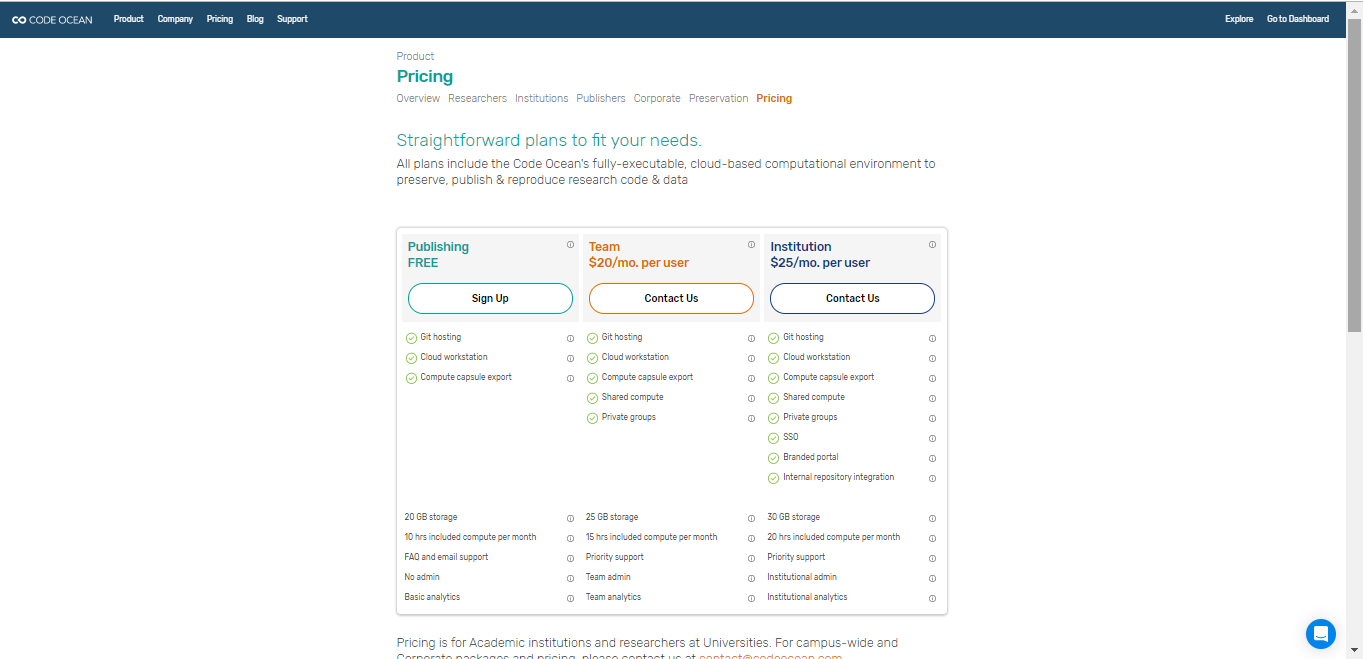 CODE OCEAN Product Company Pricing Blog Support Explore Go to Dashboard
Product
Pricing
Overview Researchers Institutions Publishers Corporate Preservation Pricing
Straightforward plans to fit your needs.
All plans include the Code Ocean's fully-executable, cloud-based computational environment to
preserve, publish & reproduce research code & data
Publishing
FREE
Sign Up
Git hosting
Cloud workstation
Compute capsule export
20 GB storage
10 hrs included compute per month
FAQ and email support
No admin
Basic analytics
Team
$20/mo. per user
Contact Us
Git hosting
Cloud workstation
Compute capsule export
Shared compute
Private groups
25 GB storage
15 hrs included compute per month
Priority support
Team admin
Team analytics
Institution
$25/mo. per user
Contact Us
Git hosting
Cloud workstation
Compute capsule export
Shared compute
Private groups
SSO
Branded portal
Internal repository integration
30 GB storage
20 hrs included compute per month
Priority support
Institutional admin
Institutional analytics
Pricing is for Academic institutions and researchers at Universities. For campus-wide and
Corporate packages and pricing, please contact us at contact@codeocean.com